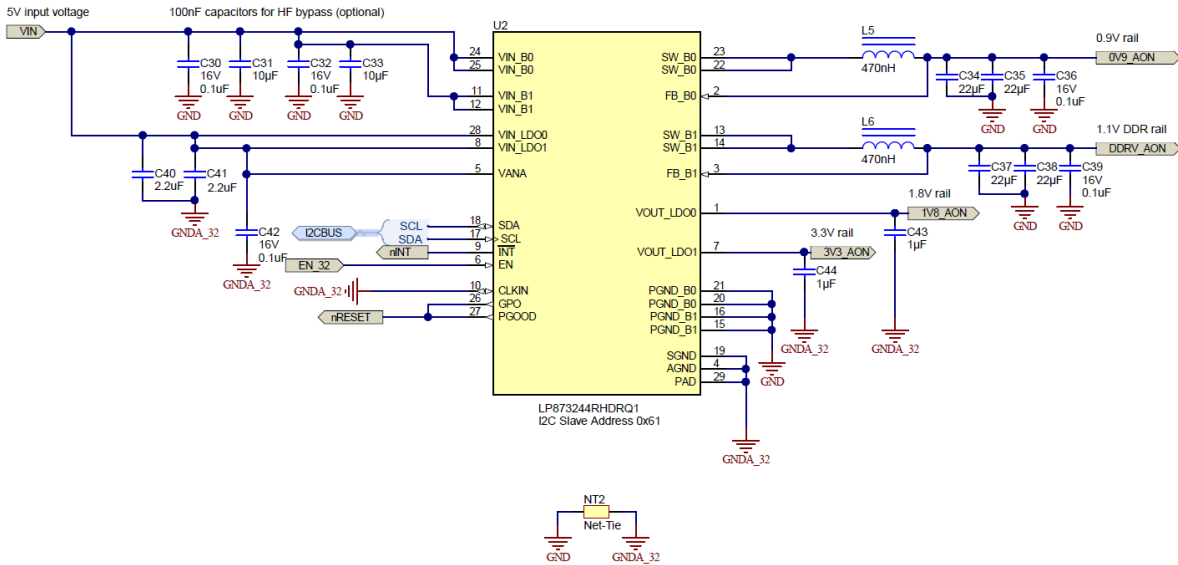 5V input voltage
100nF capacitors for HF bypass (optional)
VIN
U2
C30
16V
0.1uF
C31
10µF
C32
16V
0.1uF
C33
10µF
GND
GND
GND
GND
24
VIN_B0
25
VIN_B0
11
VIN_B1
12
VIN_B1
28
VIN_LDO0
8
VIN_LDO1
5
VANA
18
SDA
17
SCL
9
INT
6
EN
10
CLKIN
26
GPO
27
PGOOD
C40
2.2uF
C41
2.2uF
GNDA_32
C42
16V
0.1uF
GNDA_32
I2CBUS
SCL
SDA
nINT
EN_32
GNDA_32
nRESET
SW_B0
23
SW_B0
22
FB_B0
2
SW_B1
13
SW_B1
14
FB_B1
3
VOUT_LDO0
1
VOUT_LDO1
7
PGND_B0
21
PGND_B0
20
PGND_B1
16
PGND_B1
15
SGND
19
AGND
4
PAD
29
L5
470nH
0.9V rail
0V9_AON
C34
22µF
C35
22µF
C36
16V
0.1uF
GND
GND
L6
470nH
1.1V DDR rail
DDRV_AON
C37
22µF
C38
22µF
C39
16V
0.1uF
GND
GND
1.8V rail
1V8_AON
C43
1µF
3.3V rail
3V3_AON
C44
1µF
GNDA_32
GNDA_32
GND
GNDA_32
LP873244RHDRQ1
I2C Slave Address 0x61
NT2
Net-Tie
GND
GNDA_32